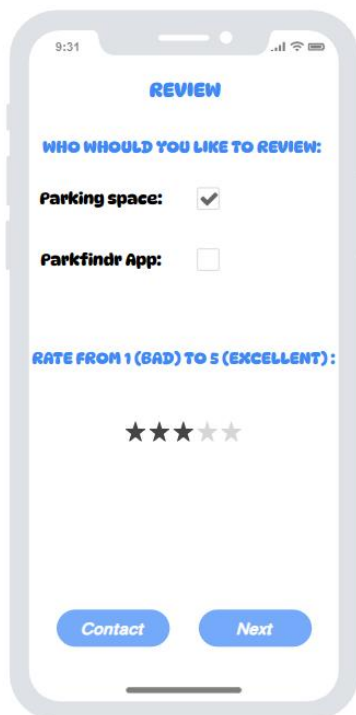 9:31
REVIEW
WHO WHOULD YOU LIKE TO REVIEW:
Parking space:
Parkfindr App:
RATE FROM 1 (BAD) TO 5 (EXCELLENT) :
Contact Next